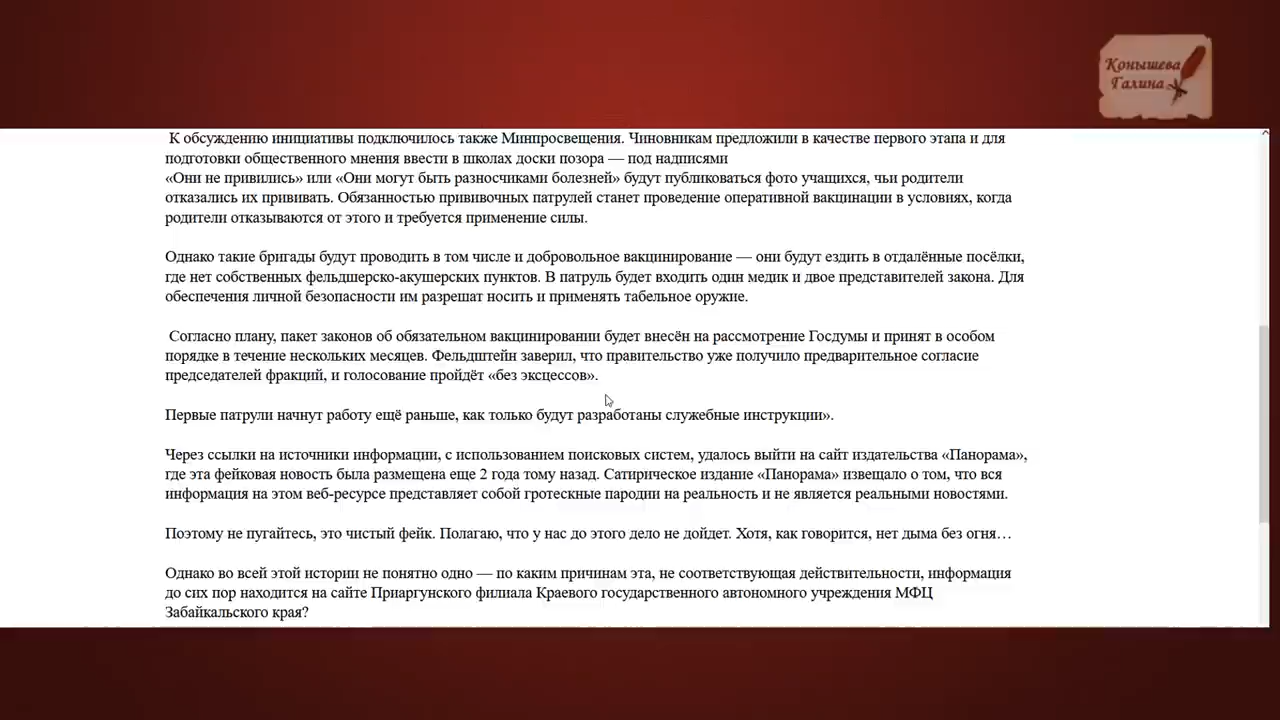 Конышева
Галина
К обсуждению инициативы подключилось также Минпросвещения. Чиновникам предложили в качестве первого этапа и для
подготовки общественного мнения ввести в школах доски позора — под надписями
«Они не привились» или «Они могут быть разносчиками болезней» будут публиковаться фото учащихся, чьи родители
отказались их прививать. Обязанностью прививочных патрулей станет проведение оперативной вакцинации в условиях, когда
родители отказываются от этого и требуется применение силы.
Однако такие бригады будут проводить в том числе и добровольное вакцинирование — они будут ездить в отдалённые посёлки,
где нет собственных фельдшерско-акушерских пунктов. В патруль будет входить один медик и двое представителей закона. Для
обеспечения личной безопасности им разрешат носить и применять табельное оружие.
Согласно плану, пакет законов об обязательном вакцинировании будет внесён на рассмотрение Госдумы и принят в особом
порядке в течение нескольких месяцев. Фельдштейн заверил, что правительство уже получило предварительное согласие
председателей фракций, и голосование пройдёт «без эксцессов».
Первые патрули начнут работу ещё раньше, как только будут разработаны служебные инструкции».
Через ссылки на источники информации, с использованием поисковых систем, удалось выйти на сайт издательства «Панорама»,
где эта фейковая новость была размещена еще 2 года тому назад. Сатирическое издание «Панорама» извещало о том, что вся
информация на этом веб-ресурсе представляет собой гротескные пародии на реальность и не является реальными новостями.
Поэтому не пугайтесь, это чистый фейк. Полагаю, что у нас до этого дело не дойдет. Хотя, как говорится, нет дыма без огня…
Однако во всей этой истории не понятно одно — по каким причинам эта, не соответствующая действительности, информация
до сих пор находится на сайте Приаргунского филиала Краевого государственного автономного учреждения МФЦ
Забайкальского края?